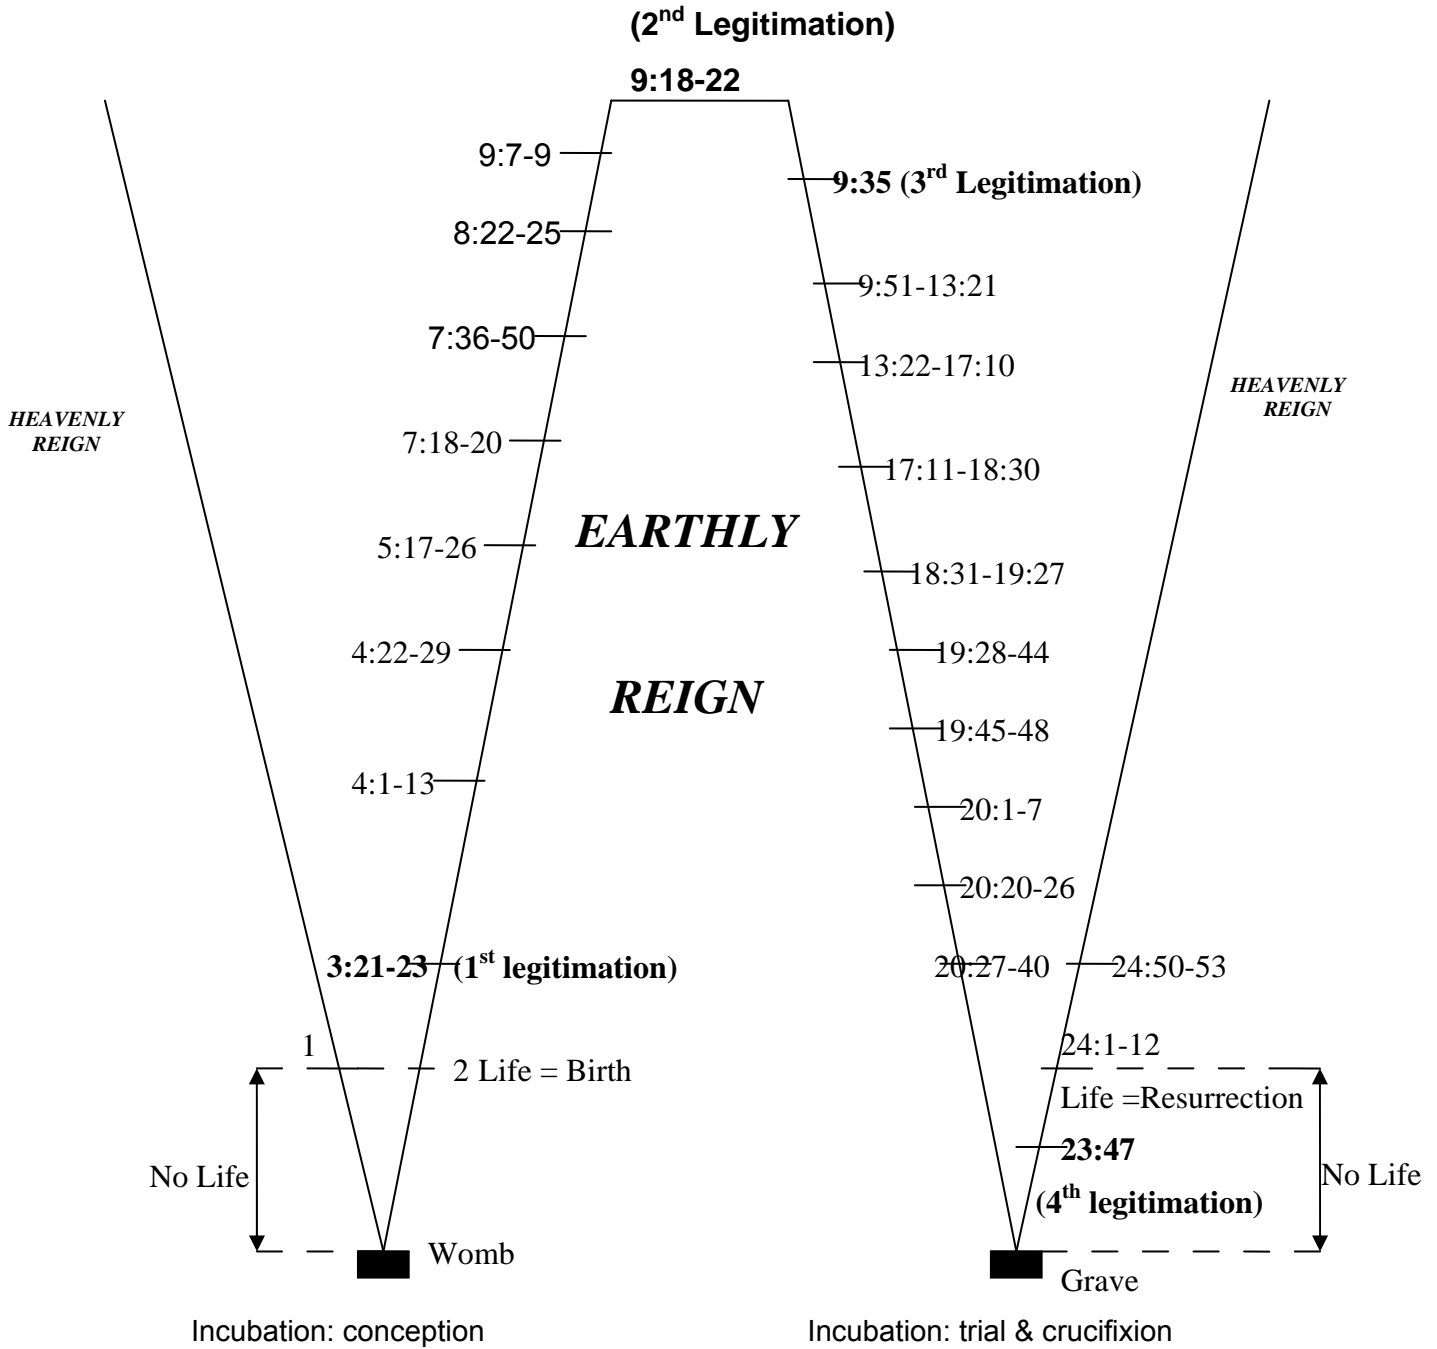 (2nd Legitimation)
9:18-22
9:7-9
9:35 (3rd Legitimation)
8:22-25
9:51-13:21
7:36-50
13:22-17:10
HEAVENLY
REIGN
HEAVENLY
REIGN
7:18-20
17:11-18:30
EARTHLY
5:17-26
18:31-19:27
4:22-29
19:28-44
REIGN
19:45-48
4:1-13
20:1-7
20:20-26
3:21-23 (1st legitimation)
20:27-40
24:50-53
1
24:1-12
2 Life = Birth
Life =Resurrection
23:47
No Life
No Life
(4th legitimation)
Womb
Grave
Incubation: conception
Incubation: trial & crucifixion